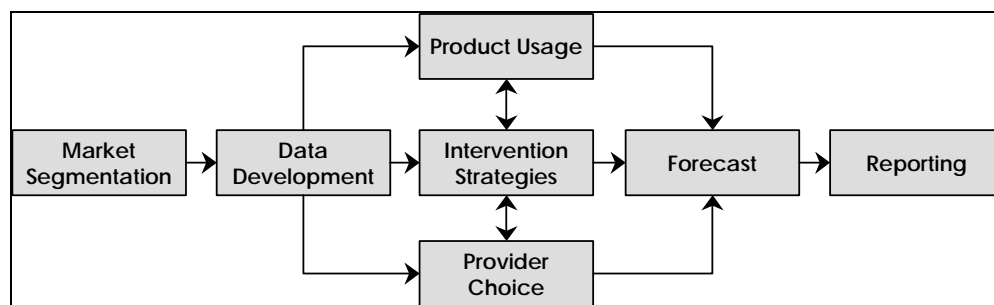 Product Usage
Market
Segmentation
Data
Development
Intervention
Strategies
Forecast
Reporting
Provider
Choice